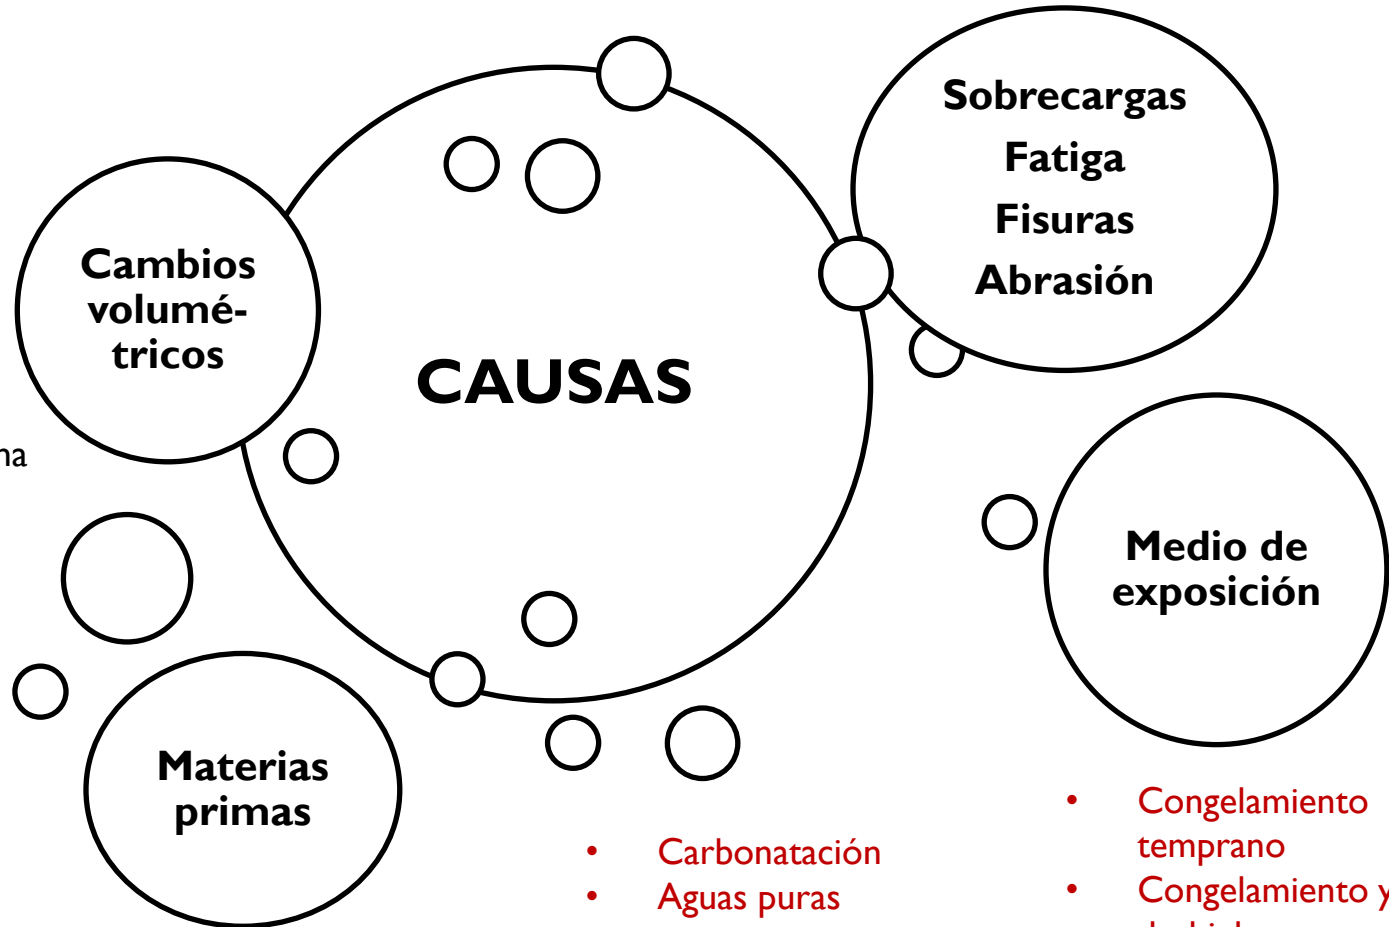 Sobrecargas
Fatiga
Fisuras
Abrasión
Cambios
volumé-
tricos
CAUSAS
Medio de
exposición
Materias
primas
• Carbonatación
• Aguas puras
• Congelamiento
temprano
• Congelamiento y